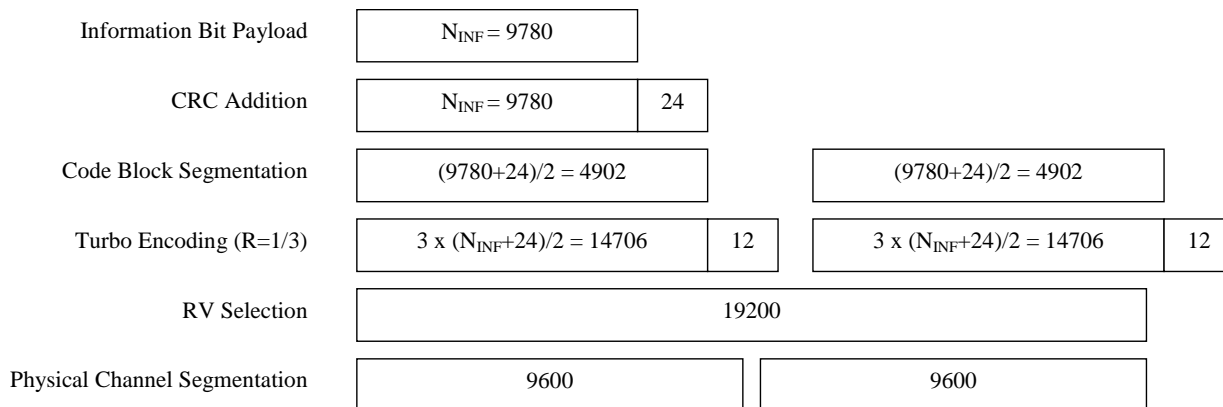 Information Bit Payload N_INF = 9780
CRC Addition N_INF = 9780 24
Code Block Segmentation (9780+24)/2 = 4902 (9780+24)/2 = 4902
Turbo Encoding (R=1/3) 3 x (N_INF+24)/2 = 14706 12 3 x (N_INF+24)/2 = 14706 12
RV Selection 19200
Physical Channel Segmentation 9600 9600